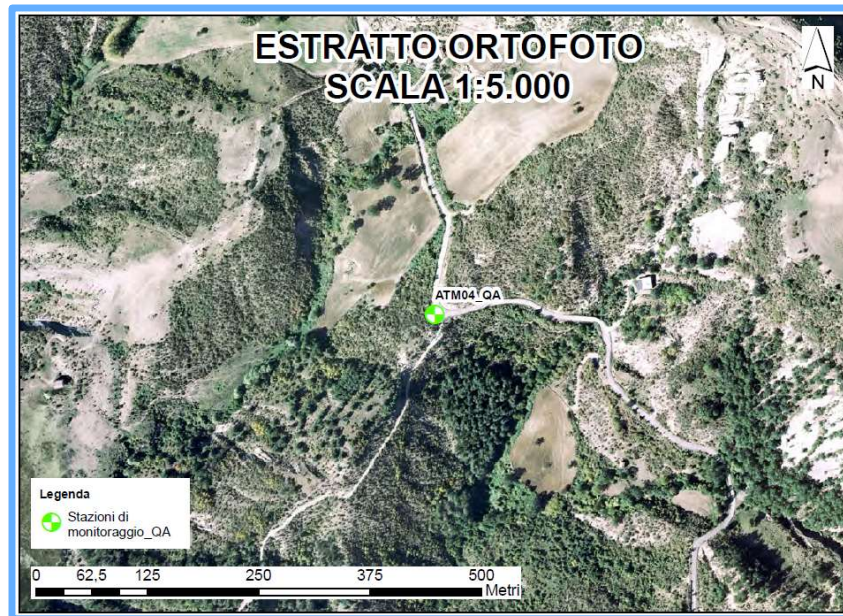 ESTRATTO ORTOFOTO
SCALA 1:5.000
N
ATM04_QA
Legenda
Stazioni di
monitoraggio_QA
0 62,5 125 250 375 500
Metri